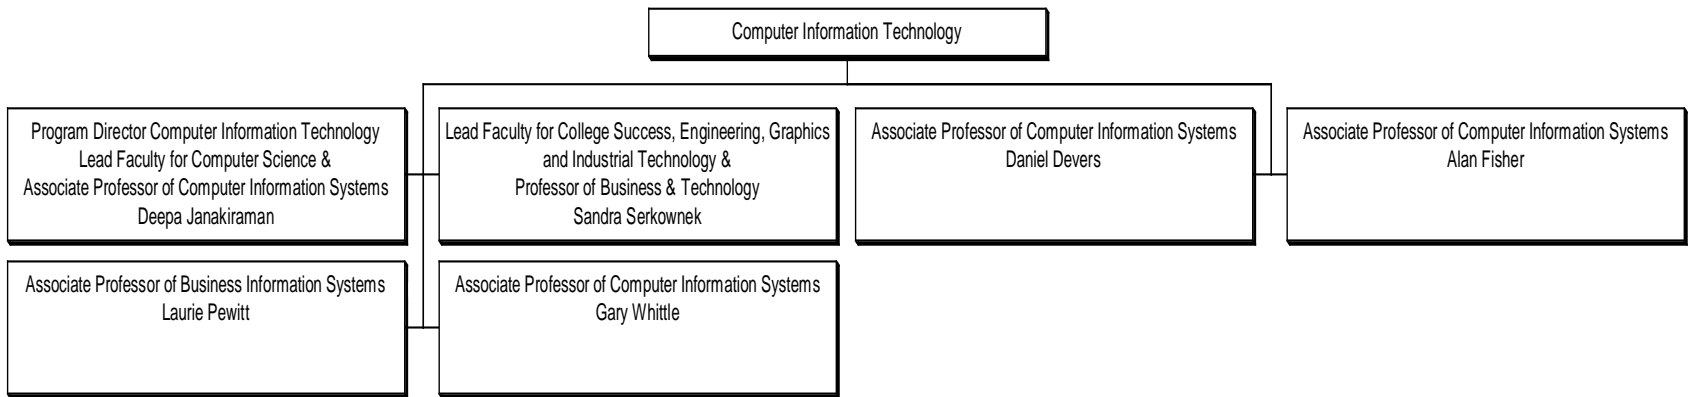 Computer Information Technology
Program Director Computer Information Technology
Lead Faculty for Computer Science &
Associate Professor of Computer Information Systems
Deepa Janakiraman
Lead Faculty for College Success, Engineering, Graphics
and Industrial Technology &
Professor of Business & Technology
Sandra Serkownek
Associate Professor of Computer Information Systems
Daniel Devers
Associate Professor of Computer Information Systems
Alan Fisher
Associate Professor of Business Information Systems
Laurie Pewitt
Associate Professor of Computer Information Systems
Gary Whittle